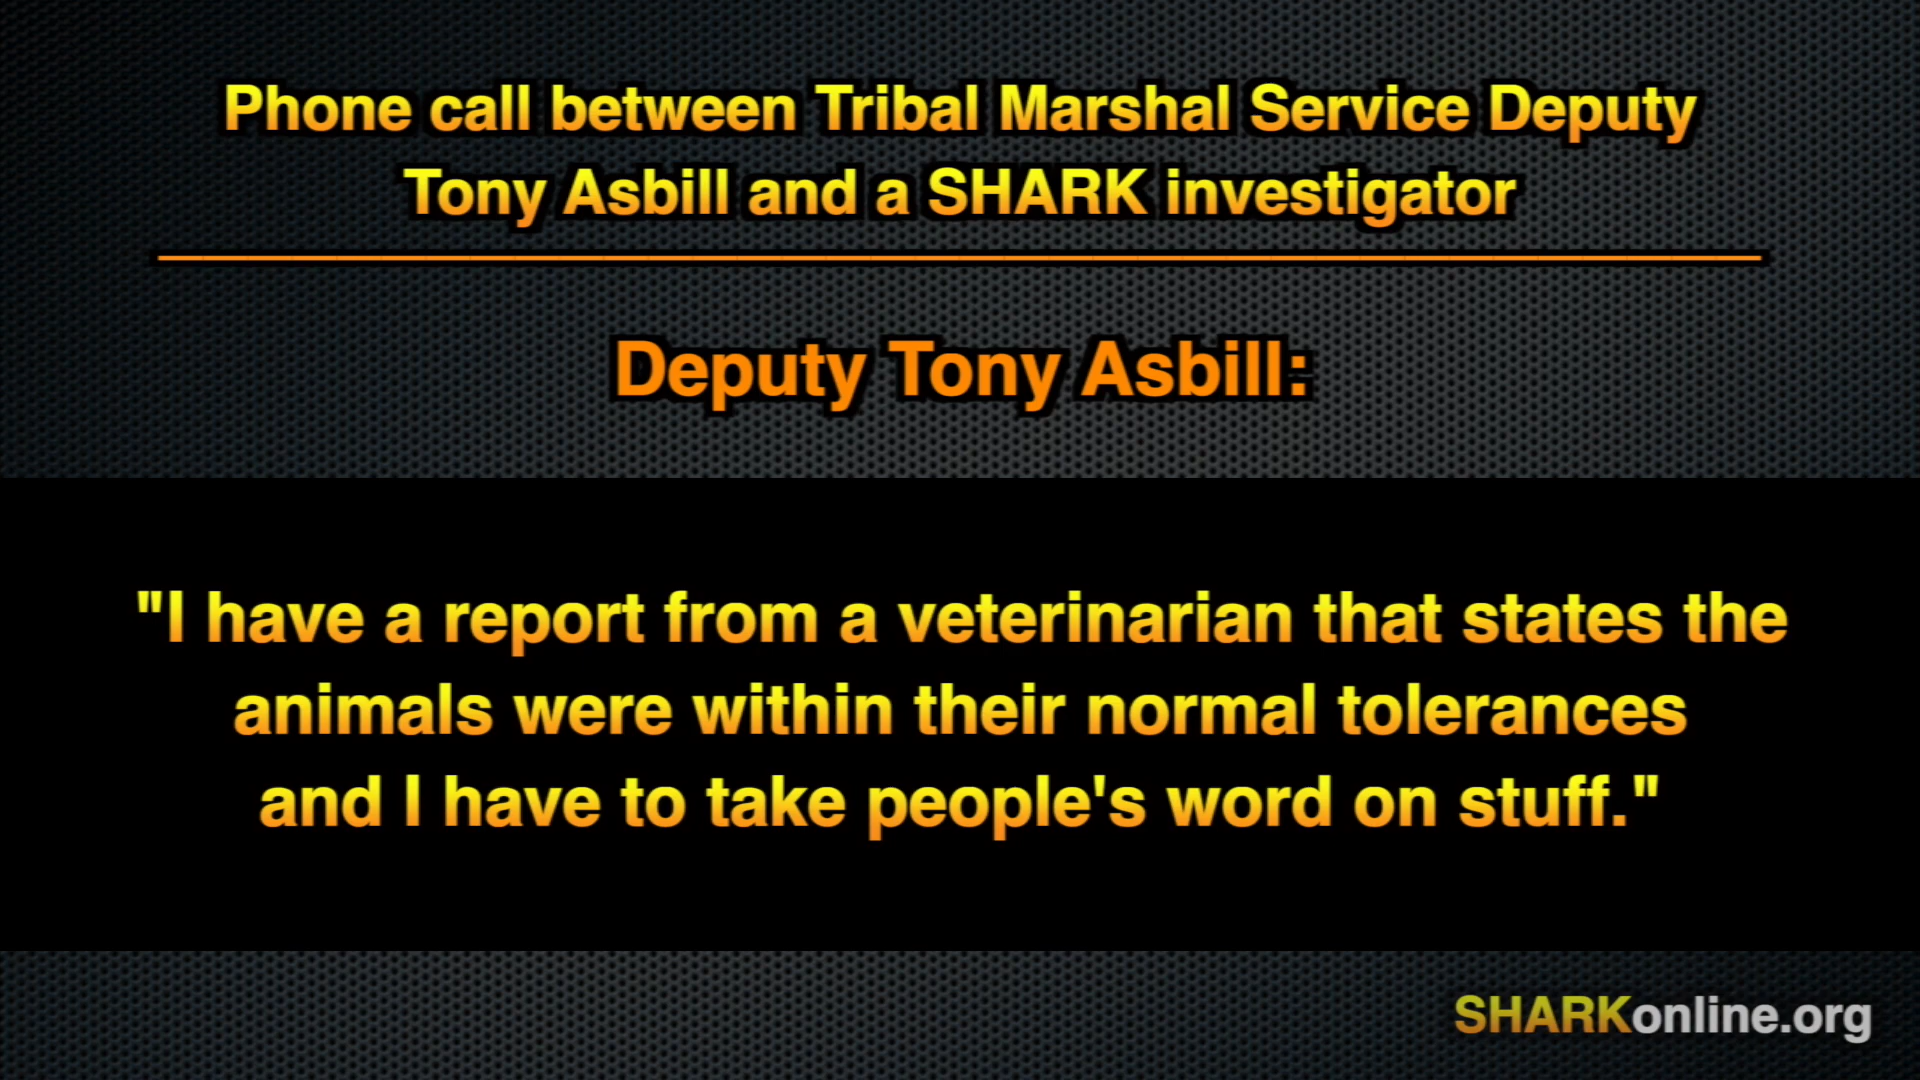 Phone call between Tribal Marshal Service Deputy
Tony Asbill and a SHARK investigator
Deputy Tony Asbill:
"I have a report from a veterinarian that states the
animals were within their normal tolerances
and I have to take people's word on stuff."
SHARKonline.org